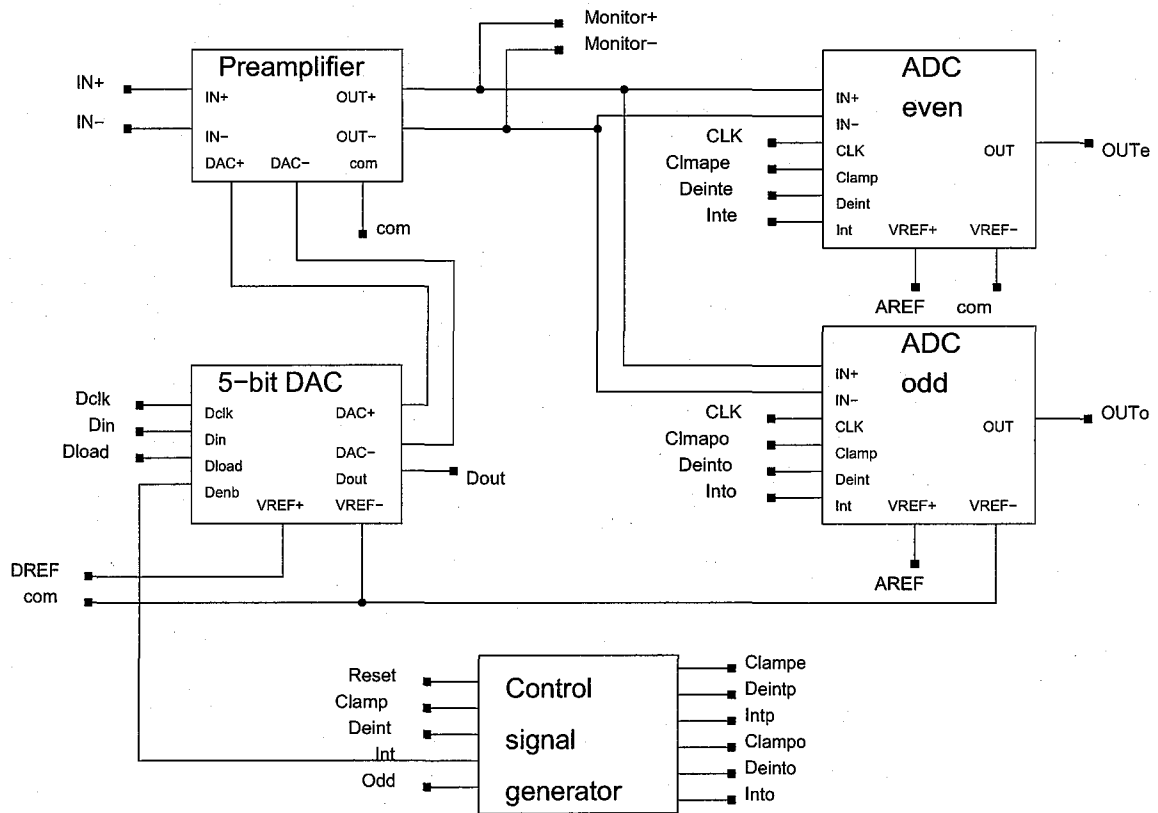 Monitor+
Monitor−
Preamplifier
IN+
IN−
IN+
IN−
OUT+
OUT−
DAC+
DAC−
com
com
ADC
even
IN+
IN−
CLK
Clamp
Deint
Int
OUT
VREF+
VREF−
CLK
Clmape
Deinte
Inte
OUTe
AREF
com
5−bit DAC
Dclk
Din
Dload
Dclk
Din
Dload
Denb
DAC+
DAC−
Dout
VREF+
VREF−
Dout
ADC
odd
IN+
IN−
CLK
Clamp
Deint
Int
OUT
VREF+
VREF−
CLK
Clmapo
Deinto
Into
OUTo
AREF
DREF
com
Reset
Clamp
Deint
Int
Odd
Control
signal
generator
Clampe
Deintp
Intp
Clampo
Deinto
Into